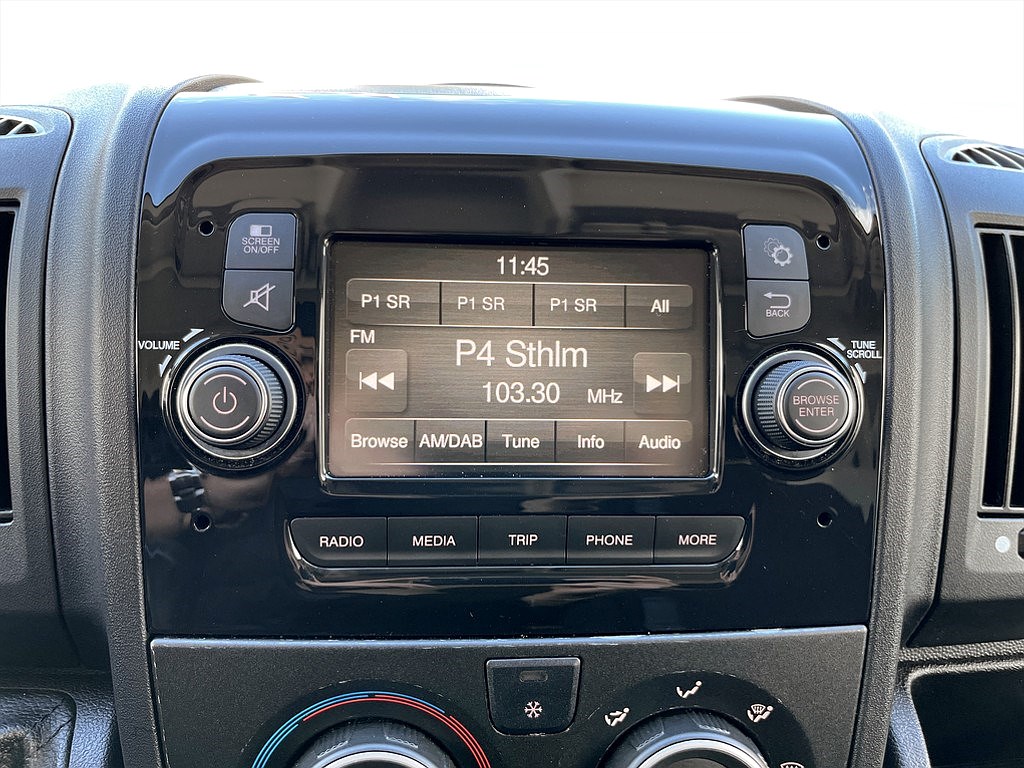 SCREEN
ON/OFF
11:45
P1 SR P1 SR P1 SR All
BACK
VOLUME
FM
P4 Sthlm
103.30 MHz
TUNE
SCROLL
BROWSE
ENTER
Browse AM/DAB Tune Info Audio
RADIO MEDIA TRIP PHONE MORE